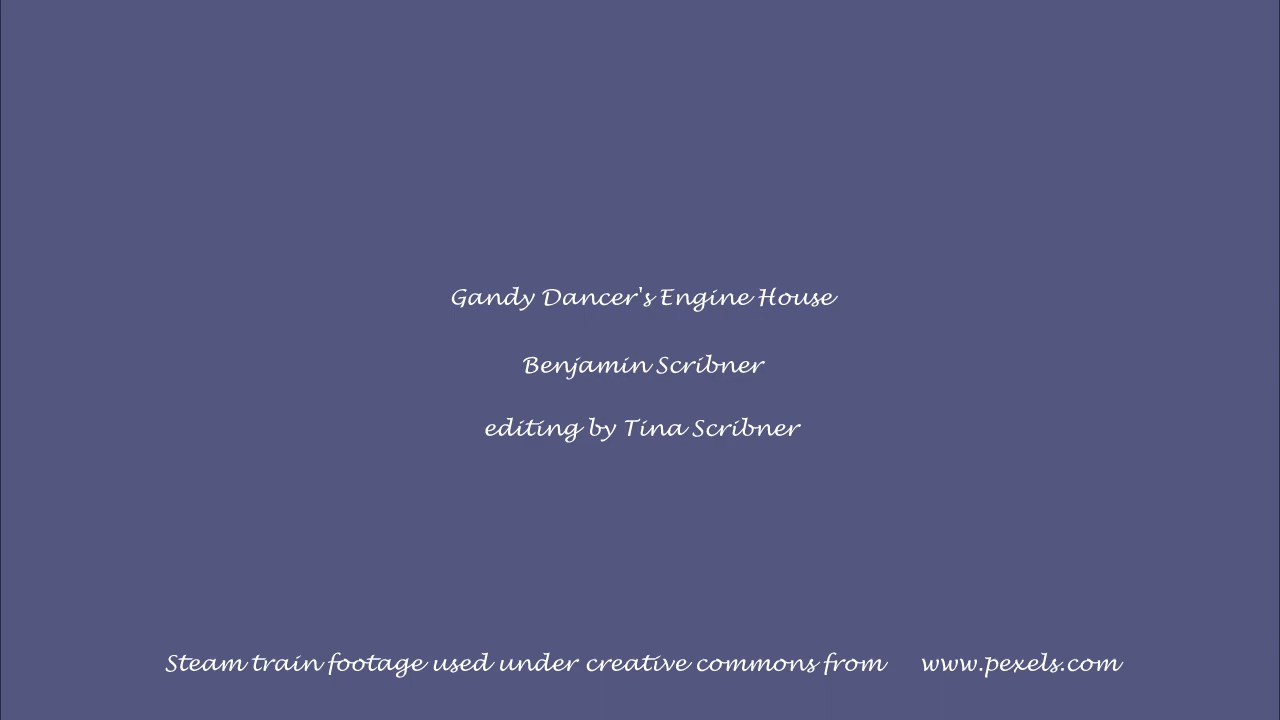 Gandy Dancer's Engine House
Benjamin Scribner
editing by Tina Scribner
Steam train footage used under creative commons from www.pexels.com